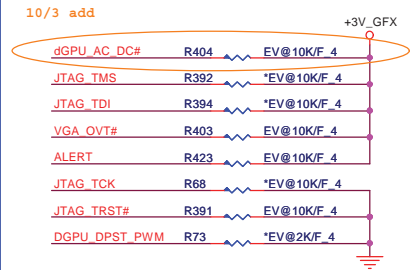 10/3 add
+3V_GFX
dGPU_AC_DC# R404 EV@10K/F_4
JTAG_TMS R392 *EV@10K/F_4
JTAG_TDI R394 *EV@10K/F_4
VGA_OVT# R403 EV@10K/F_4
ALERT R423 EV@10K/F_4
JTAG_TCK R68 *EV@10K/F_4
JTAG_TRST# R391 EV@10K/F_4
DGPU_DPST_PWM R73 *EV@2K/F_4